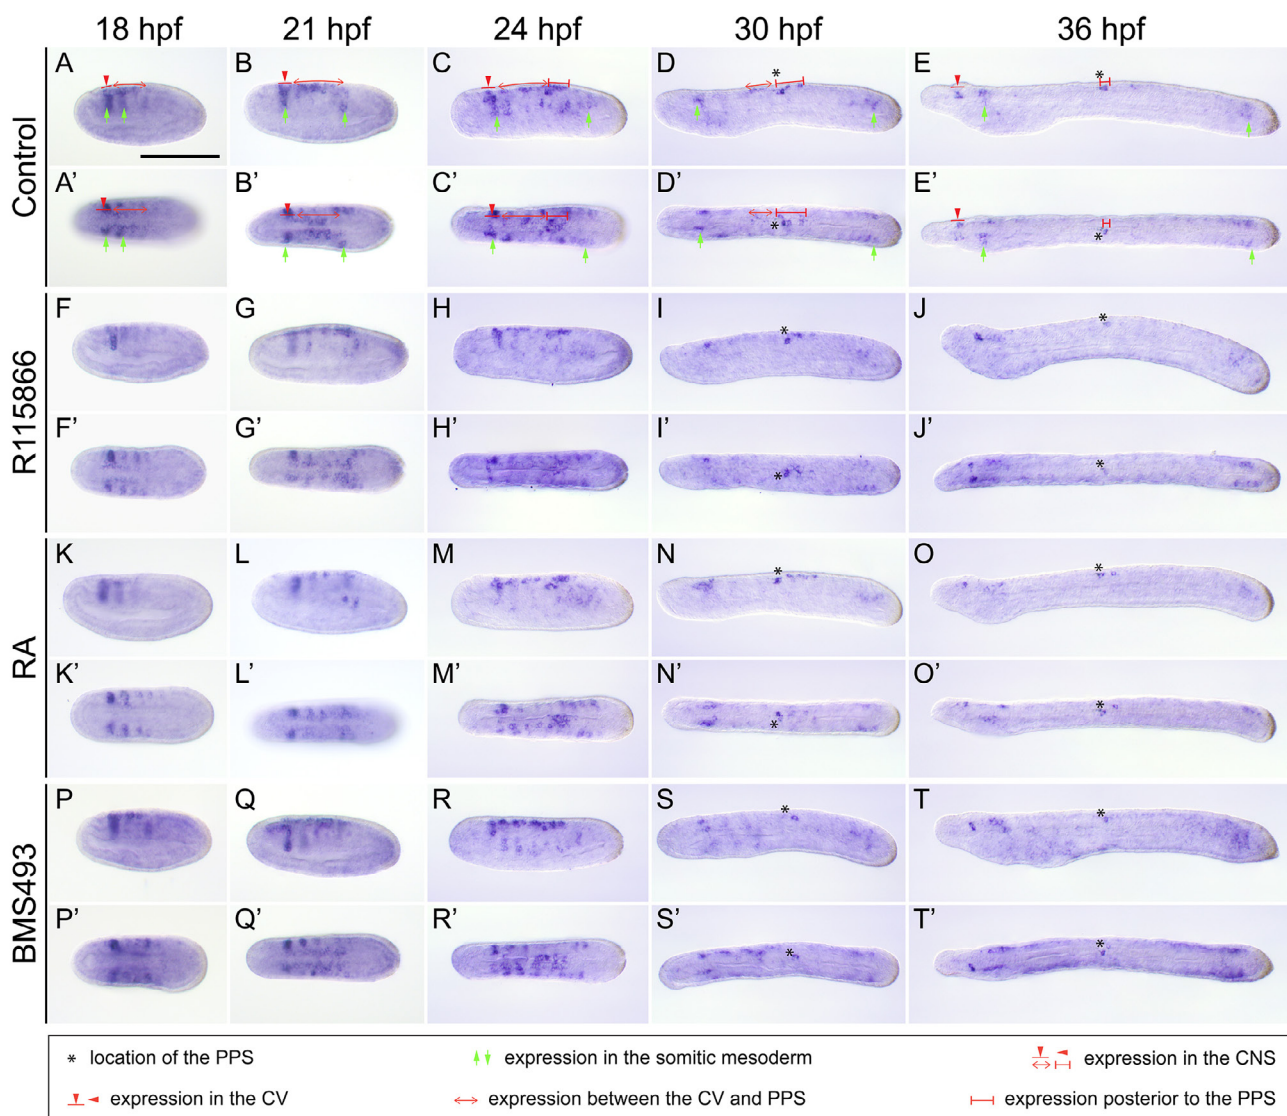 18 hpf 21 hpf 24 hpf 30 hpf 36 hpf
Control
A B C D E
* *
A' B' C' D' E'
* *
R115866
F G H I J
* *
F' G' H' I' J'
* *
RA
K L M N O
* *
K' L' M' N' O'
* *
BMS493
P Q R S T
* *
P' Q' R' S' T'
* *
* location of the PPS expression in the somitic mesoderm expression in the CNS
expression in the CV expression between the CV and PPS expression posterior to the PPS